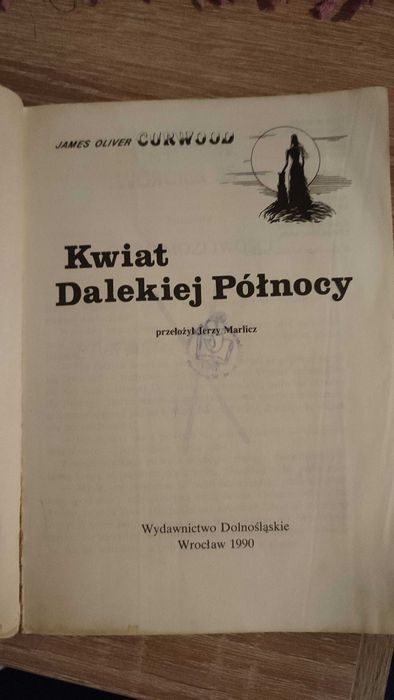 JAMES OLIVER CURWOOD
Kwiat
Dalekiej Północy
przełożył Jerzy Marlicz
Wydawnictwo Dolnośląskie
Wrocław 1990